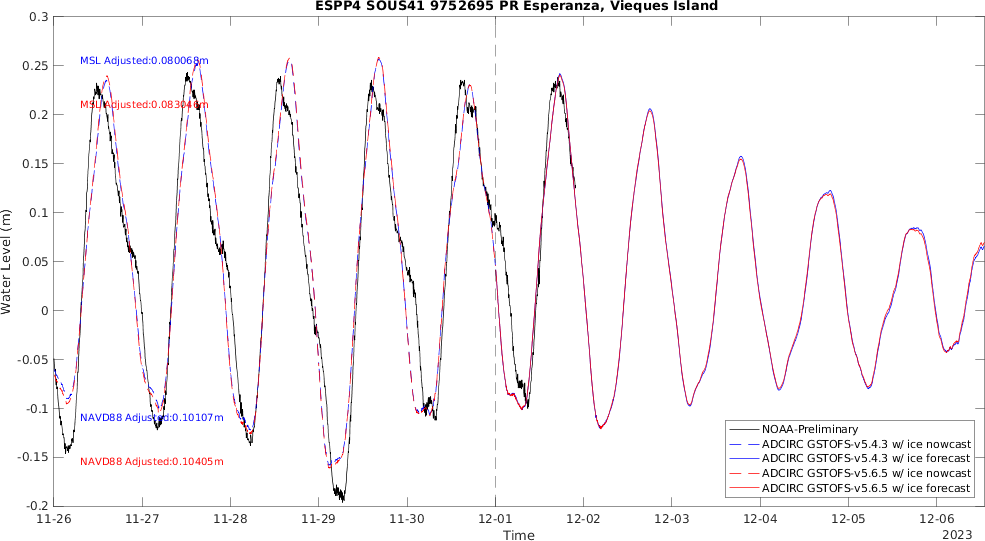 ESPP4 SOUS41 9752695 PR Esperanza, Vieques Island
0.3
0.25
0.2
0.15
0.1
0.05
0
-0.05
-0.1
-0.15
-0.2
Water Level (m)
MSL Adjusted:0.080068m
MSL Adjusted:0.083046m
NAVD88 Adjusted:0.10107m
NAVD88 Adjusted:0.10405m
NOAA-Preliminary
ADCIRC GSTOFS-v5.4.3 w/ ice nowcast
ADCIRC GSTOFS-v5.4.3 w/ ice forecast
ADCIRC GSTOFS-v5.6.5 w/ ice nowcast
ADCIRC GSTOFS-v5.6.5 w/ ice forecast
11-26 11-27 11-28 11-29 11-30 12-01 12-02 12-03 12-04 12-05 12-06
Time
2023